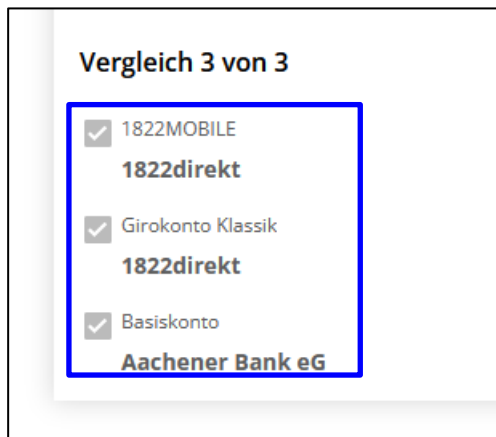 Vergleich 3 von 3
1822MOBILE
1822direkt
Girokonto Klassik
1822direkt
Basiskonto
Aachener Bank eG